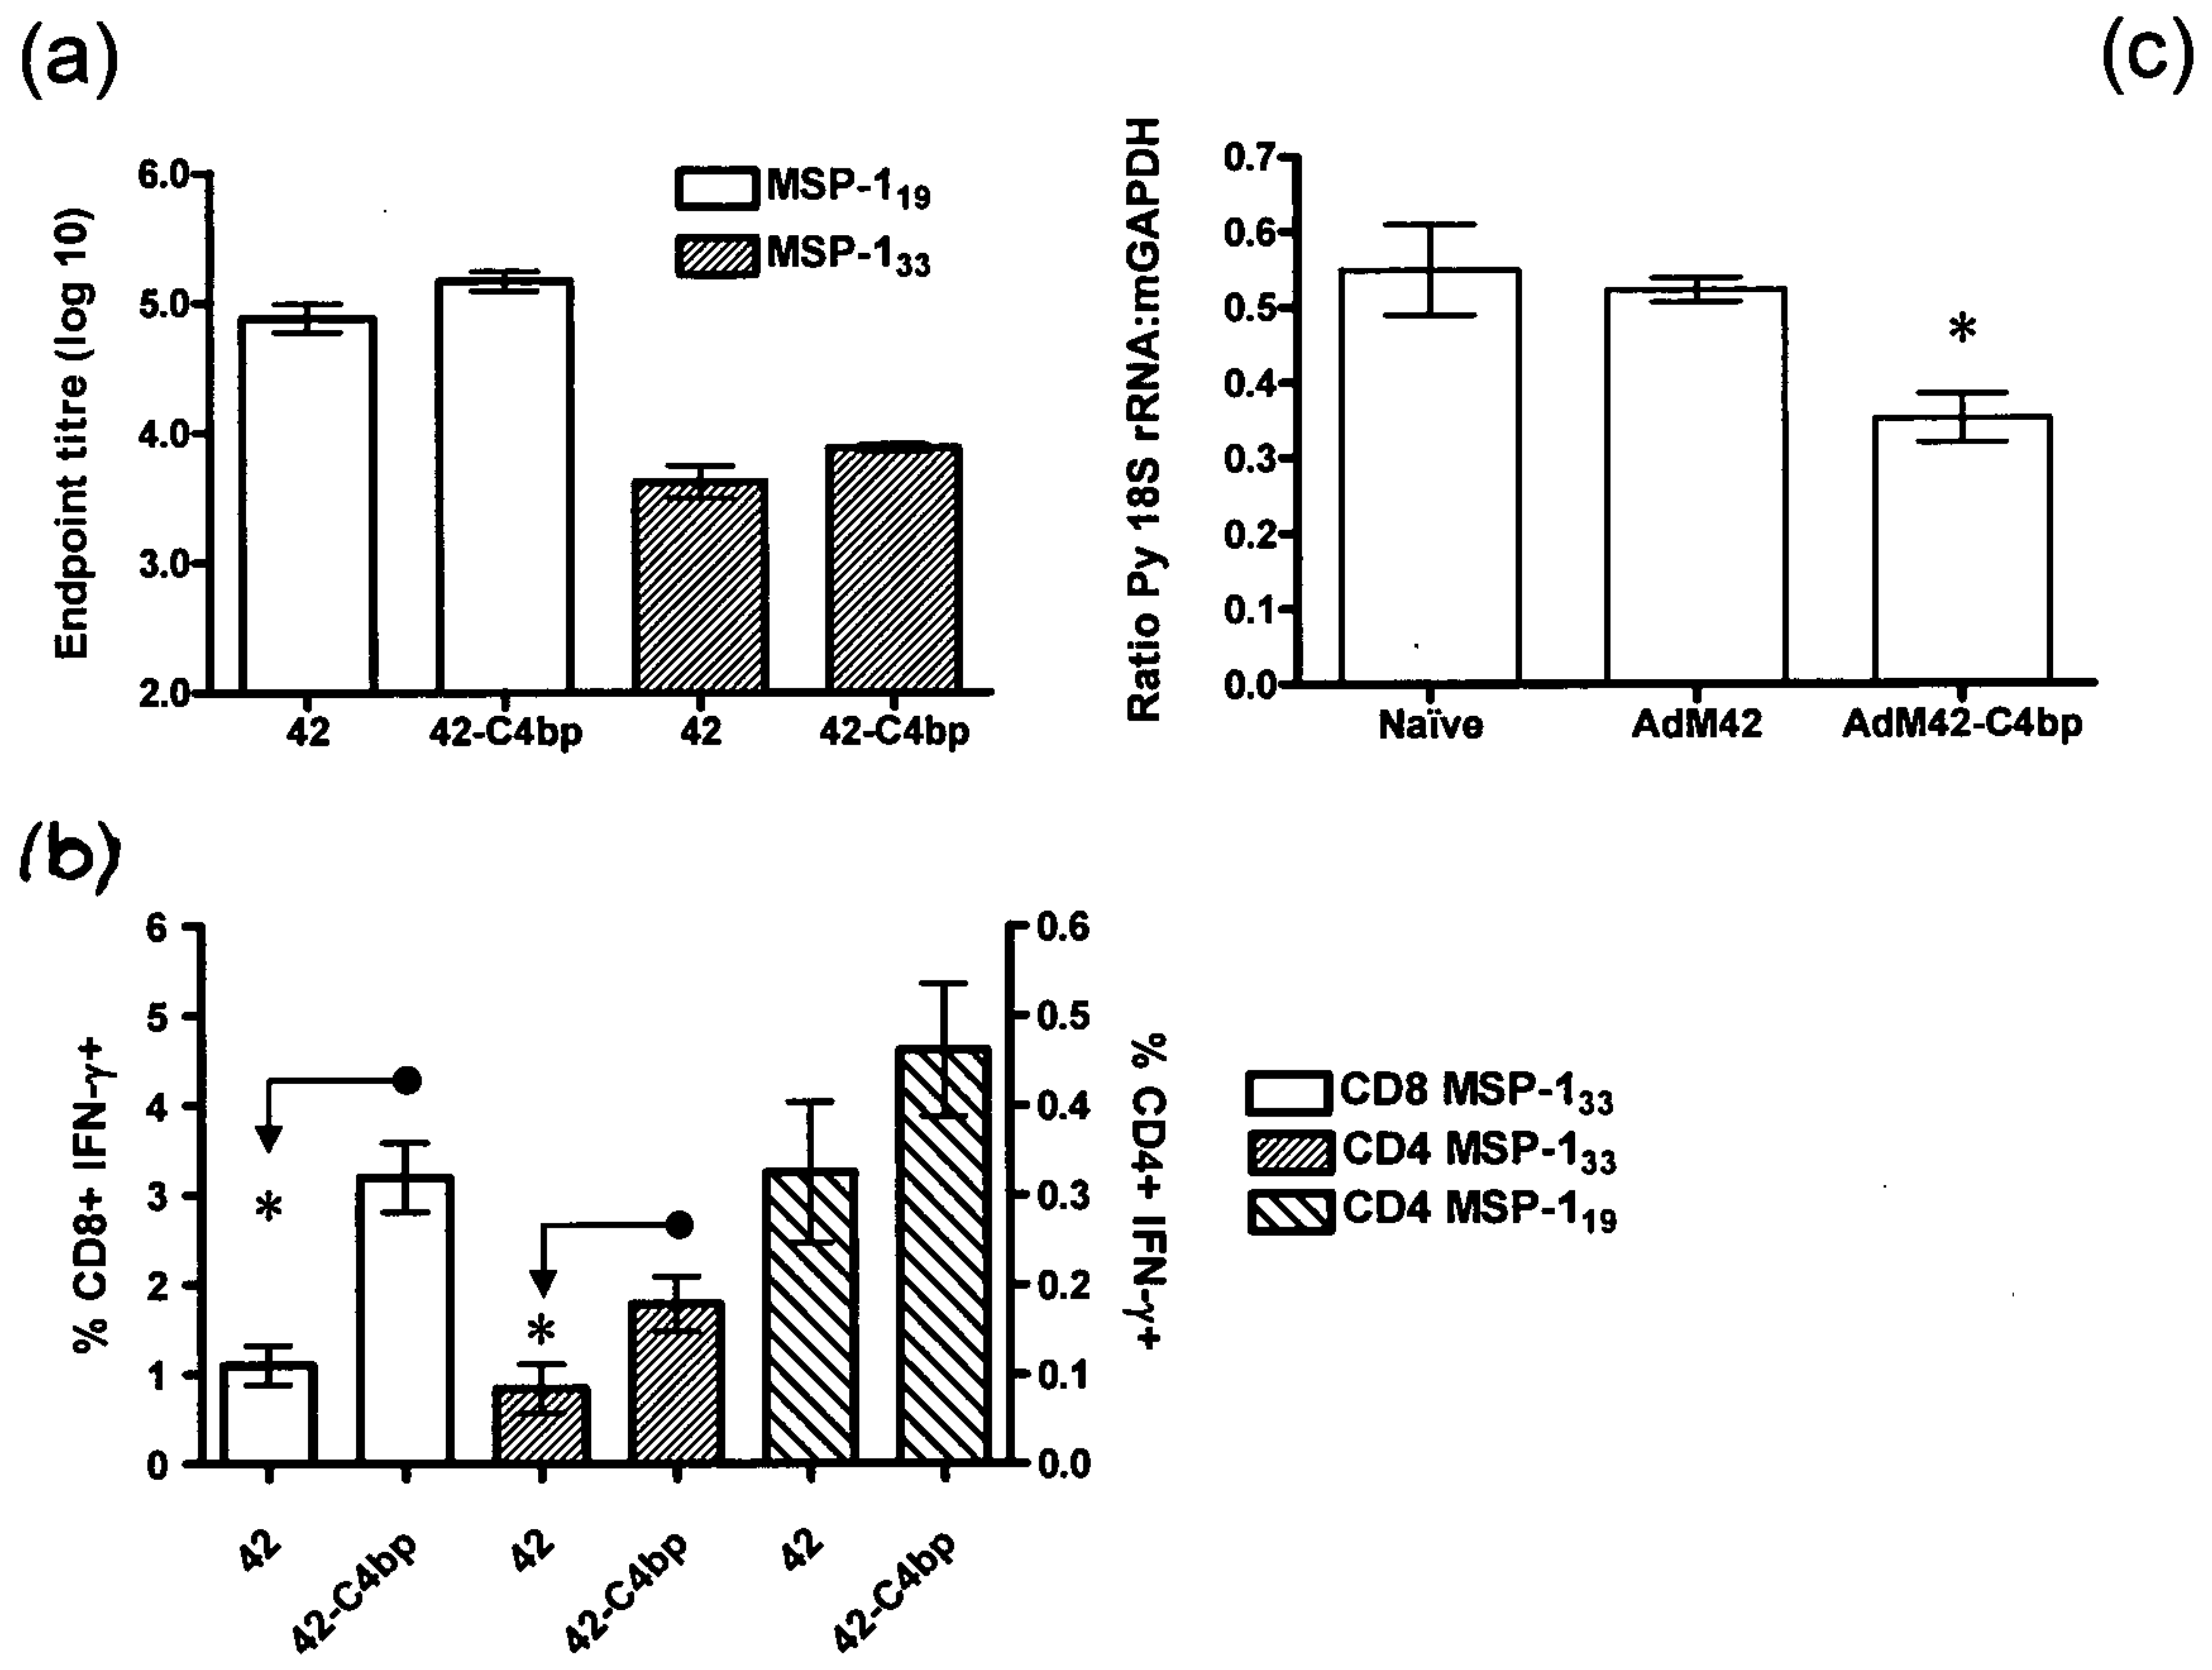 (a)
Endpoint titre (log 10)
6.0
5.0
4.0
3.0
2.0
MSP-1₁₉
MSP-1₃₃
42
42-C4bp
42
42-C4bp
(c)
Ratio Py 18S rRNA:mGAPDH
0.7
0.6
0.5
0.4
0.3
0.2
0.1
0.0
*
Naïve
AdM42
AdM42-C4bp
(b)
% CD8+ IFN-γ+
6
5
4
3
2
1
0
*
*
0.6
0.5
0.4
0.3
0.2
0.1
0.0
% CD4+ IFN-γ+
42
42-C4bp
42
42-C4bp
42
42-C4bp
CD8 MSP-1₃₃
CD4 MSP-1₃₃
CD4 MSP-1₁₉